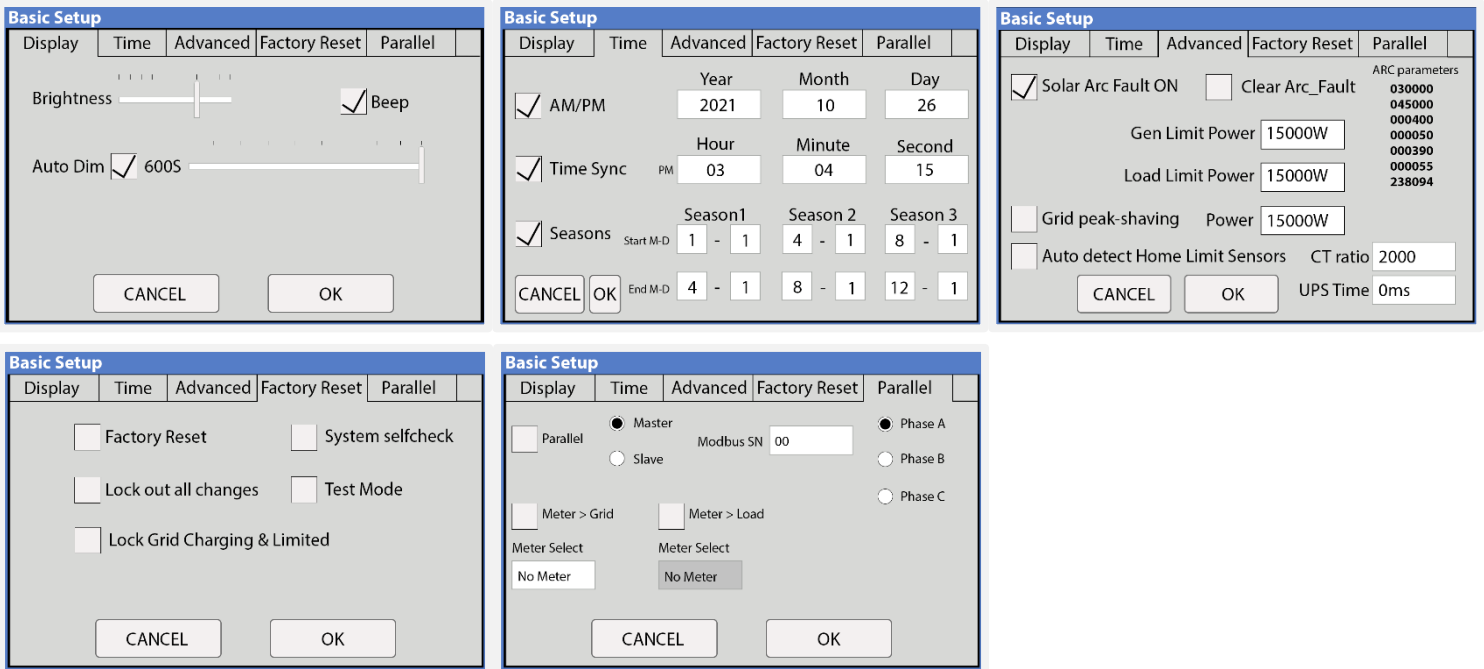 Basic Setup
Display Time Advanced Factory Reset Parallel
Brightness Beep
Auto Dim 600S
CANCEL OK
Basic Setup
Display Time Advanced Factory Reset Parallel
Year Month Day
AM/PM 2021 10 26
Hour Minute Second
Time Sync PM 03 04 15
Season1 Season 2 Season 3
Seasons Start M-D 1 - 1 4 - 1 8 - 1
CANCEL OK End M-D 4 - 1 8 - 1 12 - 1
Basic Setup
Display Time Advanced Factory Reset Parallel
ARC parameters
Solar Arc Fault ON Clear Arc_Fault 030000
045000
000400
Gen Limit Power 15000W 000050
000390
Load Limit Power 15000W 000055
238094
Grid peak-shaving Power 15000W
Auto detect Home Limit Sensors CT ratio 2000
CANCEL OK UPS Time 0ms
Basic Setup
Display Time Advanced Factory Reset Parallel
Factory Reset System selfcheck
Lock out all changes Test Mode
Lock Grid Charging & Limited
CANCEL OK
Basic Setup
Display Time Advanced Factory Reset Parallel
Master Phase A
Parallel Modbus SN 00
Slave Phase B
Phase C
Meter > Grid Meter > Load
Meter Select Meter Select
No Meter No Meter
CANCEL OK